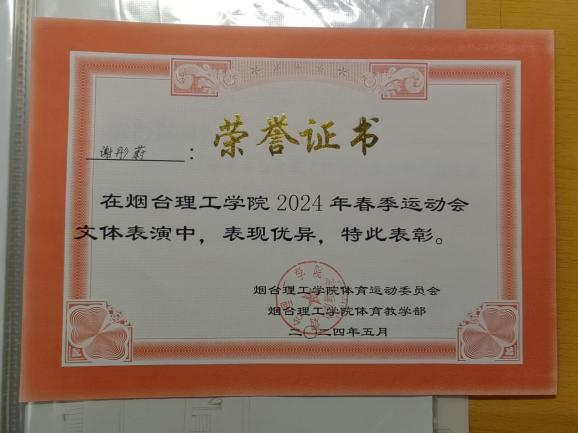 荣誉证书
谢彤蔚：
在烟台理工学院2024年春季运动会
文体表演中，表现优异，特此表彰。
烟台理工学院体育运动委员会
烟台理工学院体育教学部
二〇二四年五月